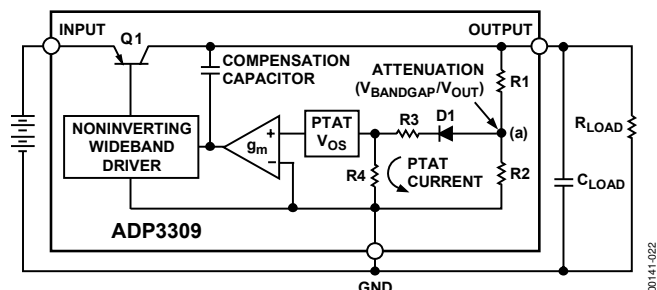 INPUT
OUTPUT
Q1
COMPENSATION
CAPACITOR
ATTENUATION
(VBANDGAP/VOUT)
R1
D1
R3
(a)
PTAT
VOS
NONINVERTING
WIDEBAND
DRIVER
gm
+
−
R4
PTAT
CURRENT
R2
RLOAD
CLOAD
ADP3309
GND
00141-022